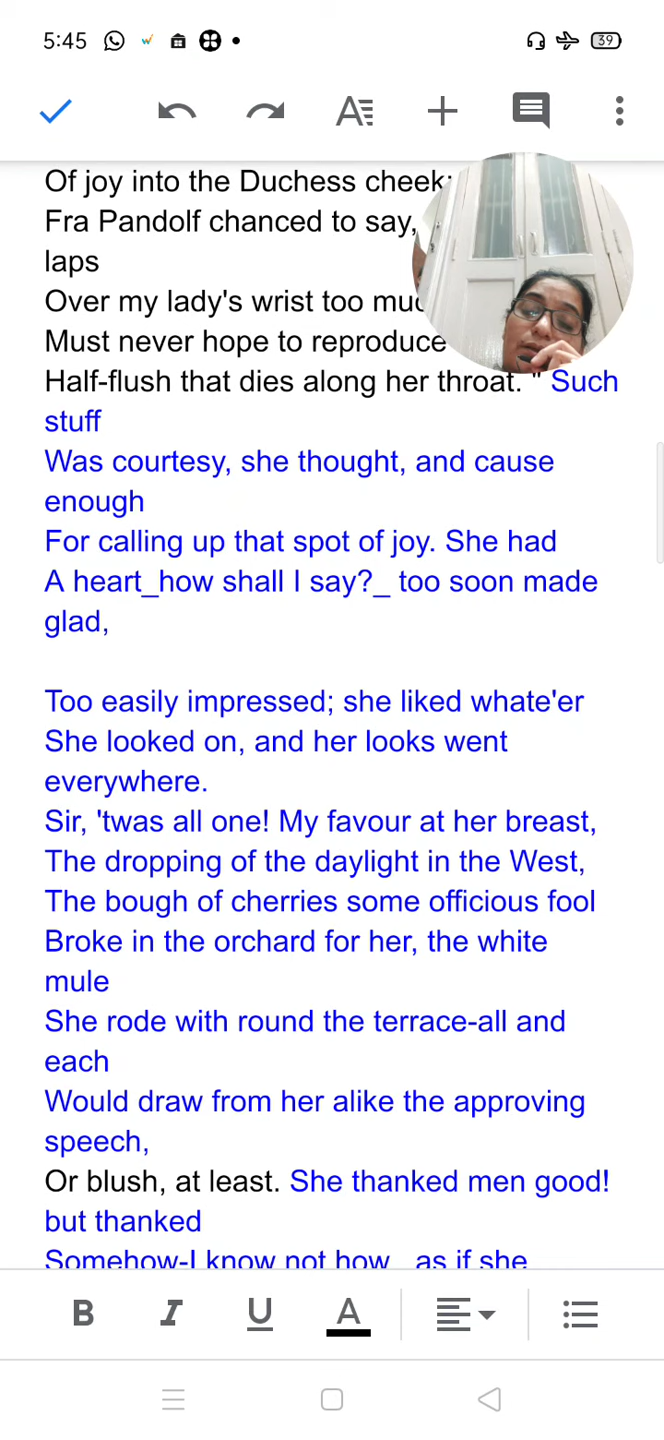 5:45
39
Of joy into the Duchess cheek:
Fra Pandolf chanced to say,
laps
Over my lady's wrist too
Must never hope to reproduce
Half-flush that dies along her throat. " Such
stuff
Was courtesy, she thought, and cause
enough
For calling up that spot of joy. She had
A heart_how shall I say?_ too soon made
glad,
Too easily impressed; she liked whate'er
She looked on, and her looks went
everywhere.
Sir, 'twas all one! My favour at her breast,
The dropping of the daylight in the West,
The bough of cherries some officious fool
Broke in the orchard for her, the white
mule
She rode with round the terrace-all and
each
Would draw from her alike the approving
speech,
Or blush, at least. She thanked men good!
but thanked
Somehow-I know not how_ as if she
B I U A